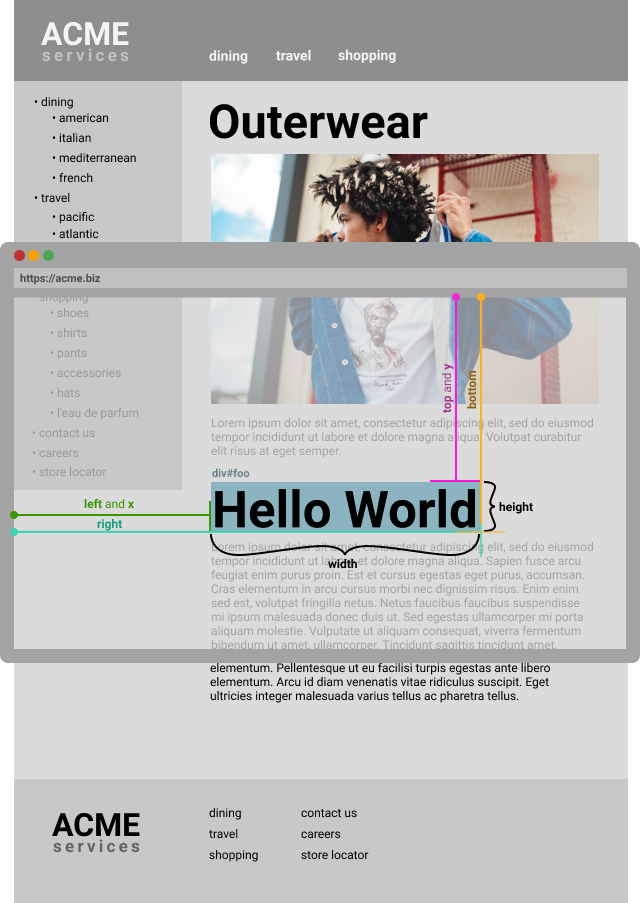 ACME
services
dining travel shopping
• dining
• american
• italian
• mediterranean
• french
• travel
• pacific
• atlantic
Outerwear
https://acme.biz
shopping
• shoes
• shirts
• pants
• accessories
• hats
• l'eau de parfum
• contact us
• careers
• store locator
top and y
bottom
Lorem ipsum dolor sit amet, consectetur adipiscing elit, sed do eiusmod
tempor incididunt ut labore et dolore magna aliqua. Volutpat curabitur
elit risus at eget semper.
div#foo
Hello World
height
left and x
right
width
Lorem ipsum dolor sit amet, consectetur adipiscing elit, sed do eiusmod
tempor incididunt ut labore et dolore magna aliqua. Sapien fusce arcu
feugiat enim purus proin. Est et cursus egestas eget purus, accumsan.
Cras elementum in arcu cursus morbi nec dignissim risus. Enim enim
sed est, volutpat fringilla netus. Netus faucibus faucibus suspendisse
mi ipsum malesuada donec duis ut. Sed egestas ullamcorper mi porta
aliquam molestie. Vulputate ut aliquam consequat, viverra fermentum
bibendum ut amet, ullamcorper. Tincidunt sagittis tincidunt amet,
elementum. Pellentesque ut eu facilisi turpis egestas ante libero
elementum. Arcu id diam venenatis vitae ridiculus suscipit. Eget
ultricies integer malesuada varius tellus ac pharetra tellus.
ACME
services
dining
travel
shopping
contact us
careers
store locator